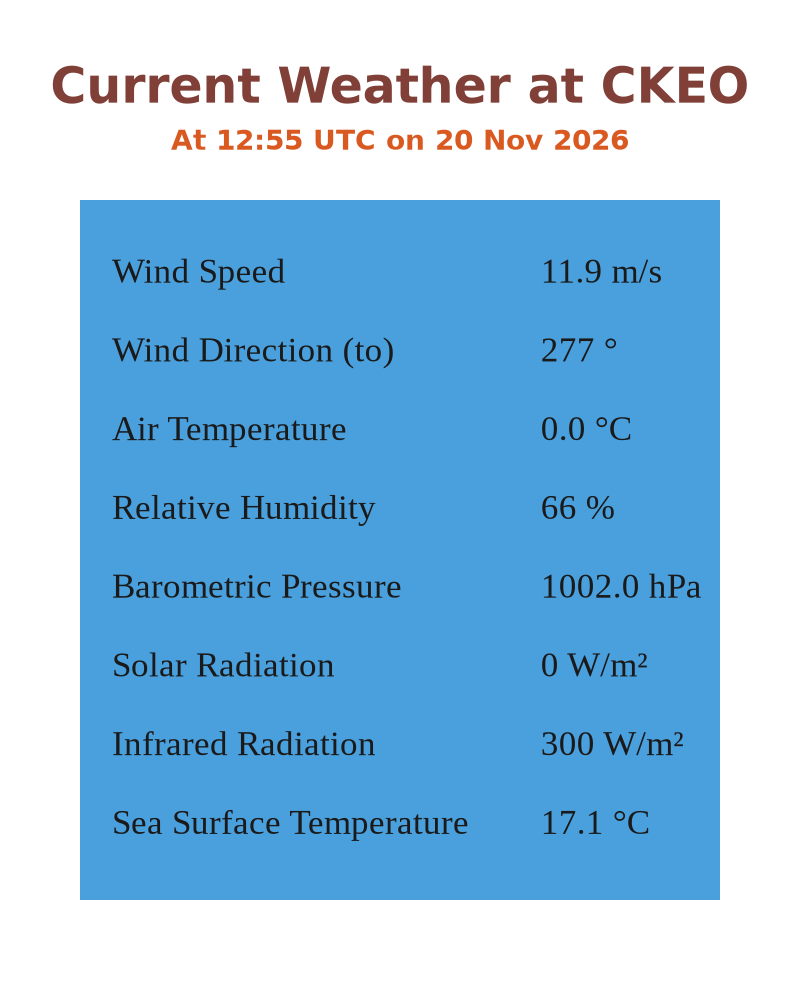 Current Weather at CKEO
At 12:55 UTC on 20 Nov 2026
Wind Speed 11.9 m/s
Wind Direction (to) 277 °
Air Temperature 0.0 °C
Relative Humidity 66 %
Barometric Pressure 1002.0 hPa
Solar Radiation 0 W/m²
Infrared Radiation 300 W/m²
Sea Surface Temperature 17.1 °C